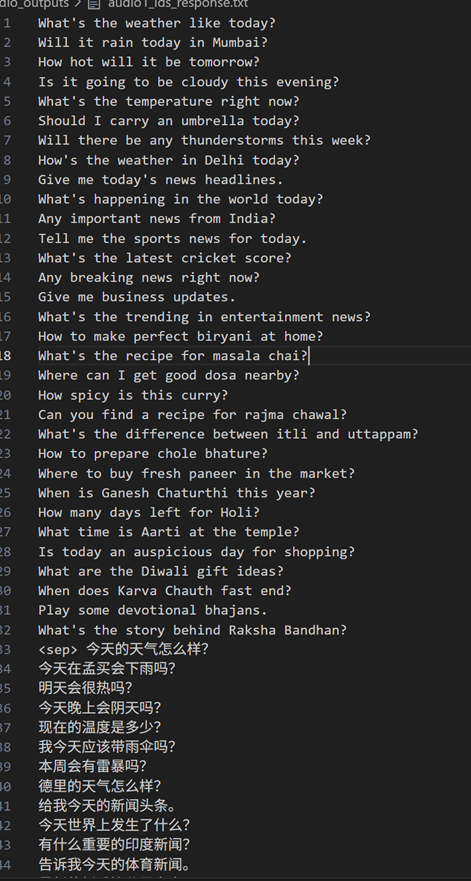 dio_outputs > audio1_ids_response.txt
1 What's the weather like today?
2 Will it rain today in Mumbai?
3 How hot will it be tomorrow?
4 Is it going to be cloudy this evening?
5 What's the temperature right now?
6 Should I carry an umbrella today?
7 Will there be any thunderstorms this week?
8 How's the weather in Delhi today?
9 Give me today's news headlines.
10 What's happening in the world today?
11 Any important news from India?
12 Tell me the sports news for today.
13 What's the latest cricket score?
14 Any breaking news right now?
15 Give me business updates.
16 What's the trending in entertainment news?
17 How to make perfect biryani at home?
18 What's the recipe for masala chai?
19 Where can I get good dosa nearby?
20 How spicy is this curry?
21 Can you find a recipe for rajma chawal?
22 What's the difference between itli and uttappam?
23 How to prepare chole bhature?
24 Where to buy fresh paneer in the market?
25 When is Ganesh Chaturthi this year?
26 How many days left for Holi?
27 What time is Aarti at the temple?
28 Is today an auspicious day for shopping?
29 What are the Diwali gift ideas?
30 When does Karva Chauth fast end?
31 Play some devotional bhajans.
32 What's the story behind Raksha Bandhan?
33 <sep> 今天的天气怎么样?
34 今天在孟买会下雨吗?
35 明天会很热吗?
36 今天晚上会阴天吗?
37 现在的温度是多少?
38 我今天应该带雨伞吗?
39 本周会有雷暴吗?
40 德里的天气怎么样?
41 给我今天的新闻头条。
42 今天世界上发生了什么?
43 有什么重要的印度新闻?
44 告诉我今天的体育新闻。